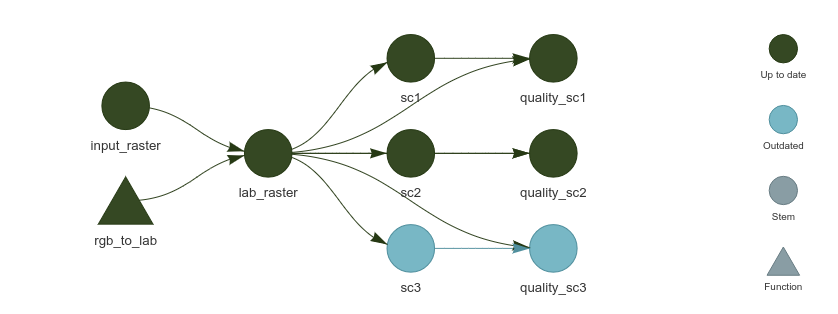 input_raster
rgb_to_lab
lab_raster
sc1
sc2
sc3
quality_sc1
quality_sc2
quality_sc3
Up to date
Outdated
Stem
Function